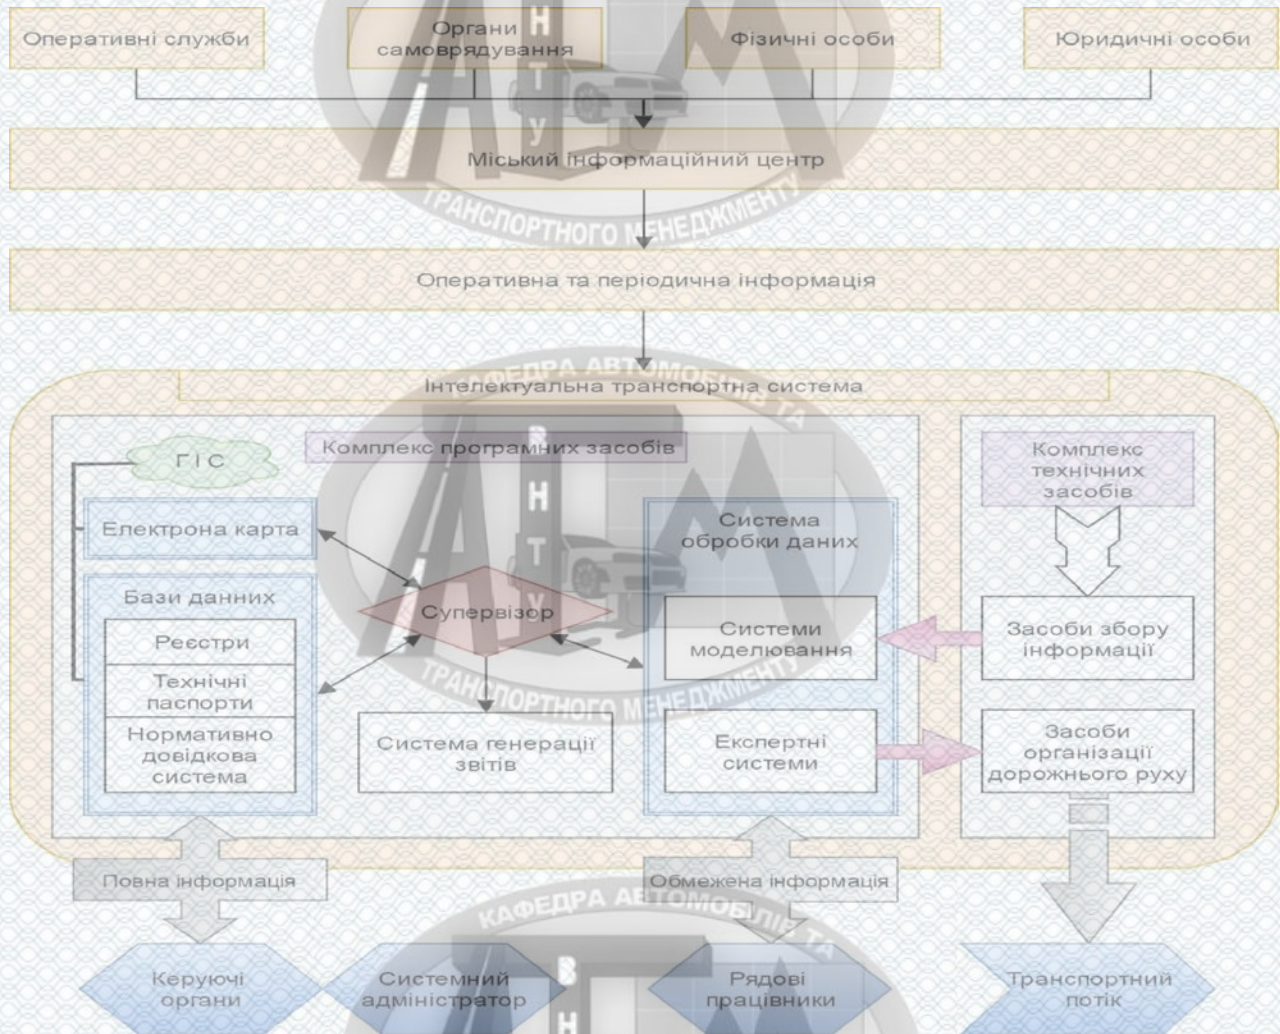 Оперативні служби
Органи
самоврядування
Фізичні особи
Юридичні особи
Міський інформаційний центр
ТРАНСПОРТНОГО МЕНЕДЖМЕНТУ
Оперативна та періодична інформація
КАФЕДРА АВТОМОБІЛІВ ТА
Інтелектуальна транспортна система
ГІС
Комплекс програмних засобів
Комплекс
технічних
засобів
ВНТУ
Електрона карта
Система
обробки даних
Бази данних
Реєстри
Технічні
паспорти
Нормативно
довідкова
система
Супервізор
Системи
моделювання
Засоби збору
інформації
ТРАНСПОРТНОГО МЕНЕДЖМЕНТУ
Система генерації
звітів
Експертні
системи
Засоби
організації
дорожнього руху
Повна інформація
Обмежена інформація
КАФЕДРА АВТОМОБІЛІВ ТА
Керуючі
органи
Системний
адміністратор
Рядові
працівники
Транспортний
потік